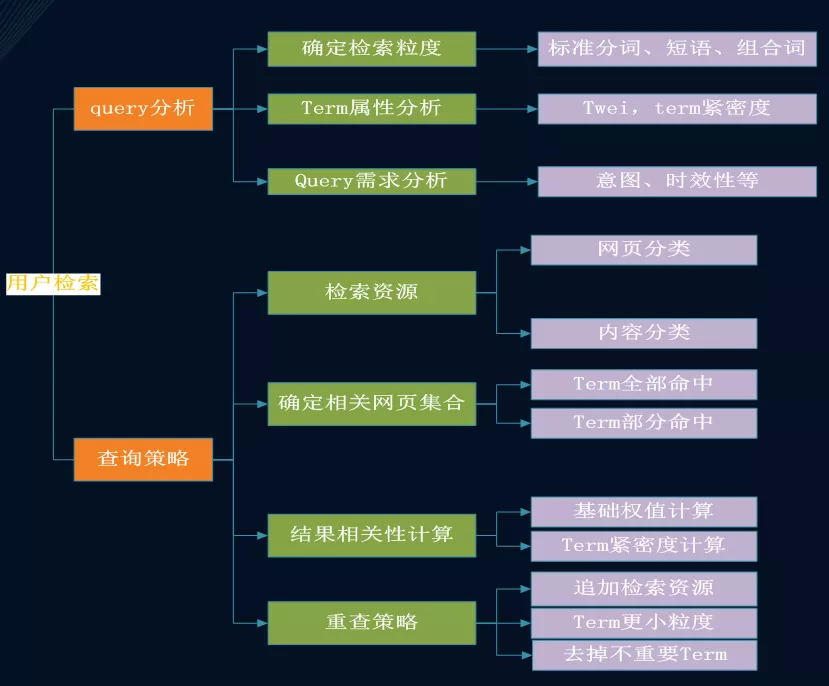 用户检索
query分析
确定检索粒度
标准分词、短语、组合词
Term属性分析
Twei，term紧密度
Query需求分析
意图、时效性等
查询策略
检索资源
网页分类
内容分类
确定相关网页集合
Term全部命中
Term部分命中
结果相关性计算
基础权值计算
Term紧密度计算
重查策略
追加检索资源
Term更小粒度
去掉不重要Term